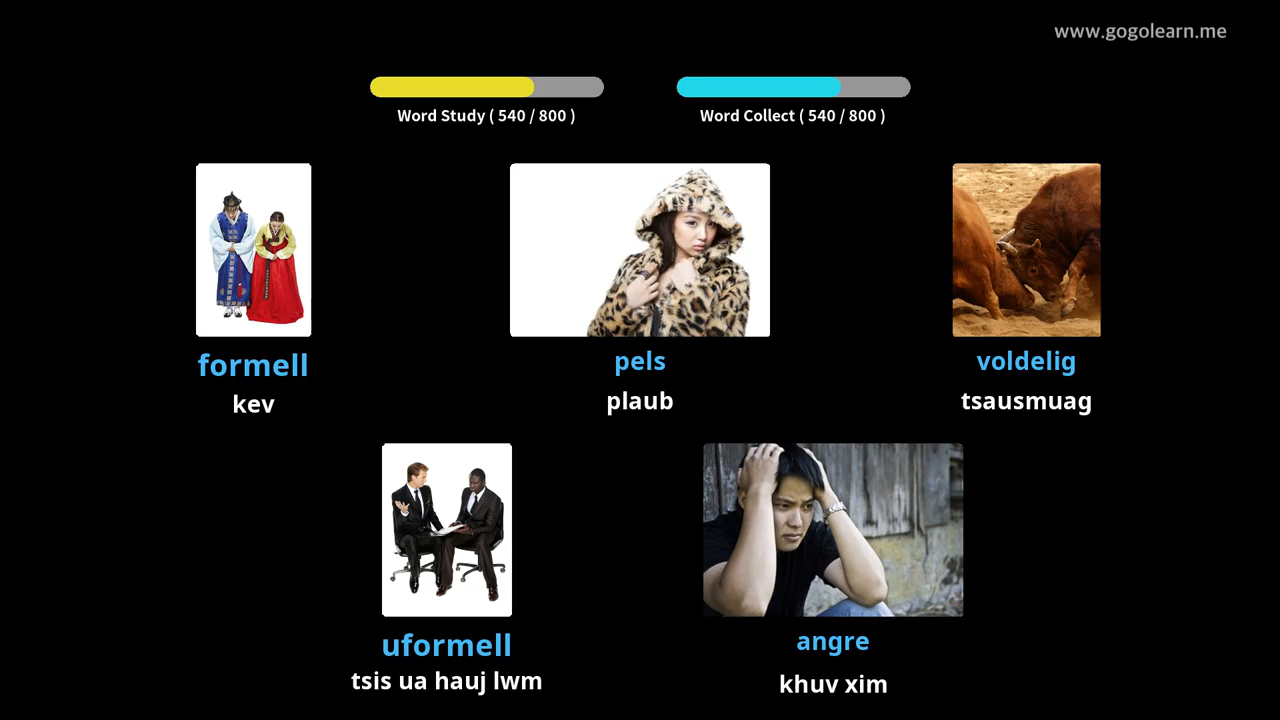 www.gogolearn.me
Word Study ( 540 / 800 )
Word Collect ( 540 / 800 )
formell
kev
pels
plaub
voldelig
tsausmuag
uformell
tsis ua hauj lwm
angre
khuv xim